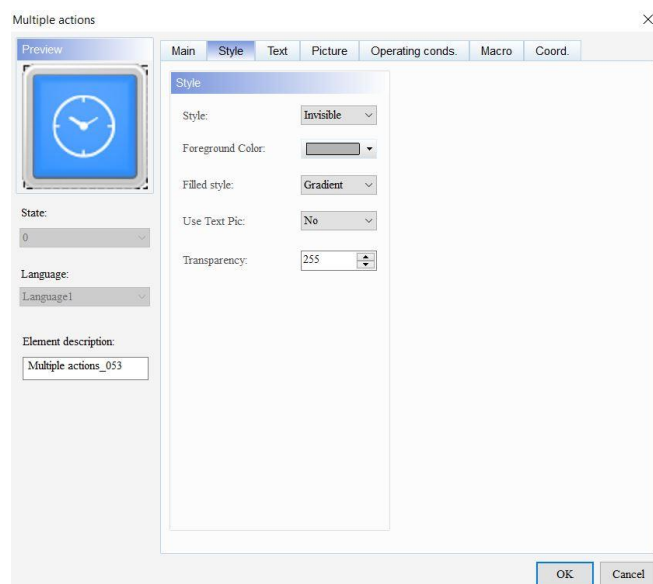 Multiple actions
Preview
Main Style Text Picture Operating conds. Macro Coord.
Style
Style: Invisible
Foreground Color:
Filled style: Gradient
Use Text Pic: No
Transparency: 255
State:
0
Language:
Language1
Element description:
Multiple actions_053
OK Cancel